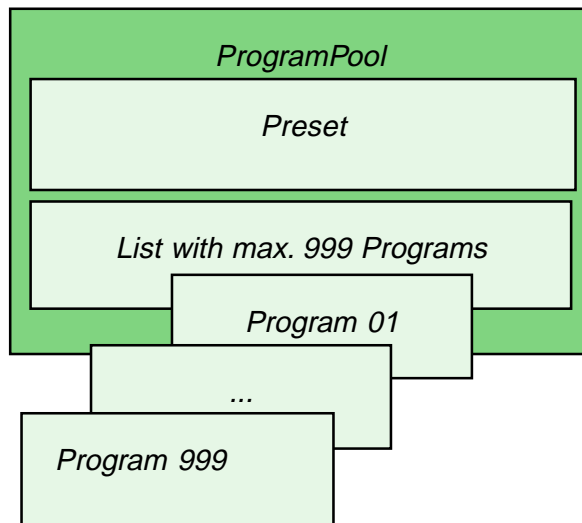 ProgramPool
Preset
List with max. 999 Programs
Program 01
...
Program 999